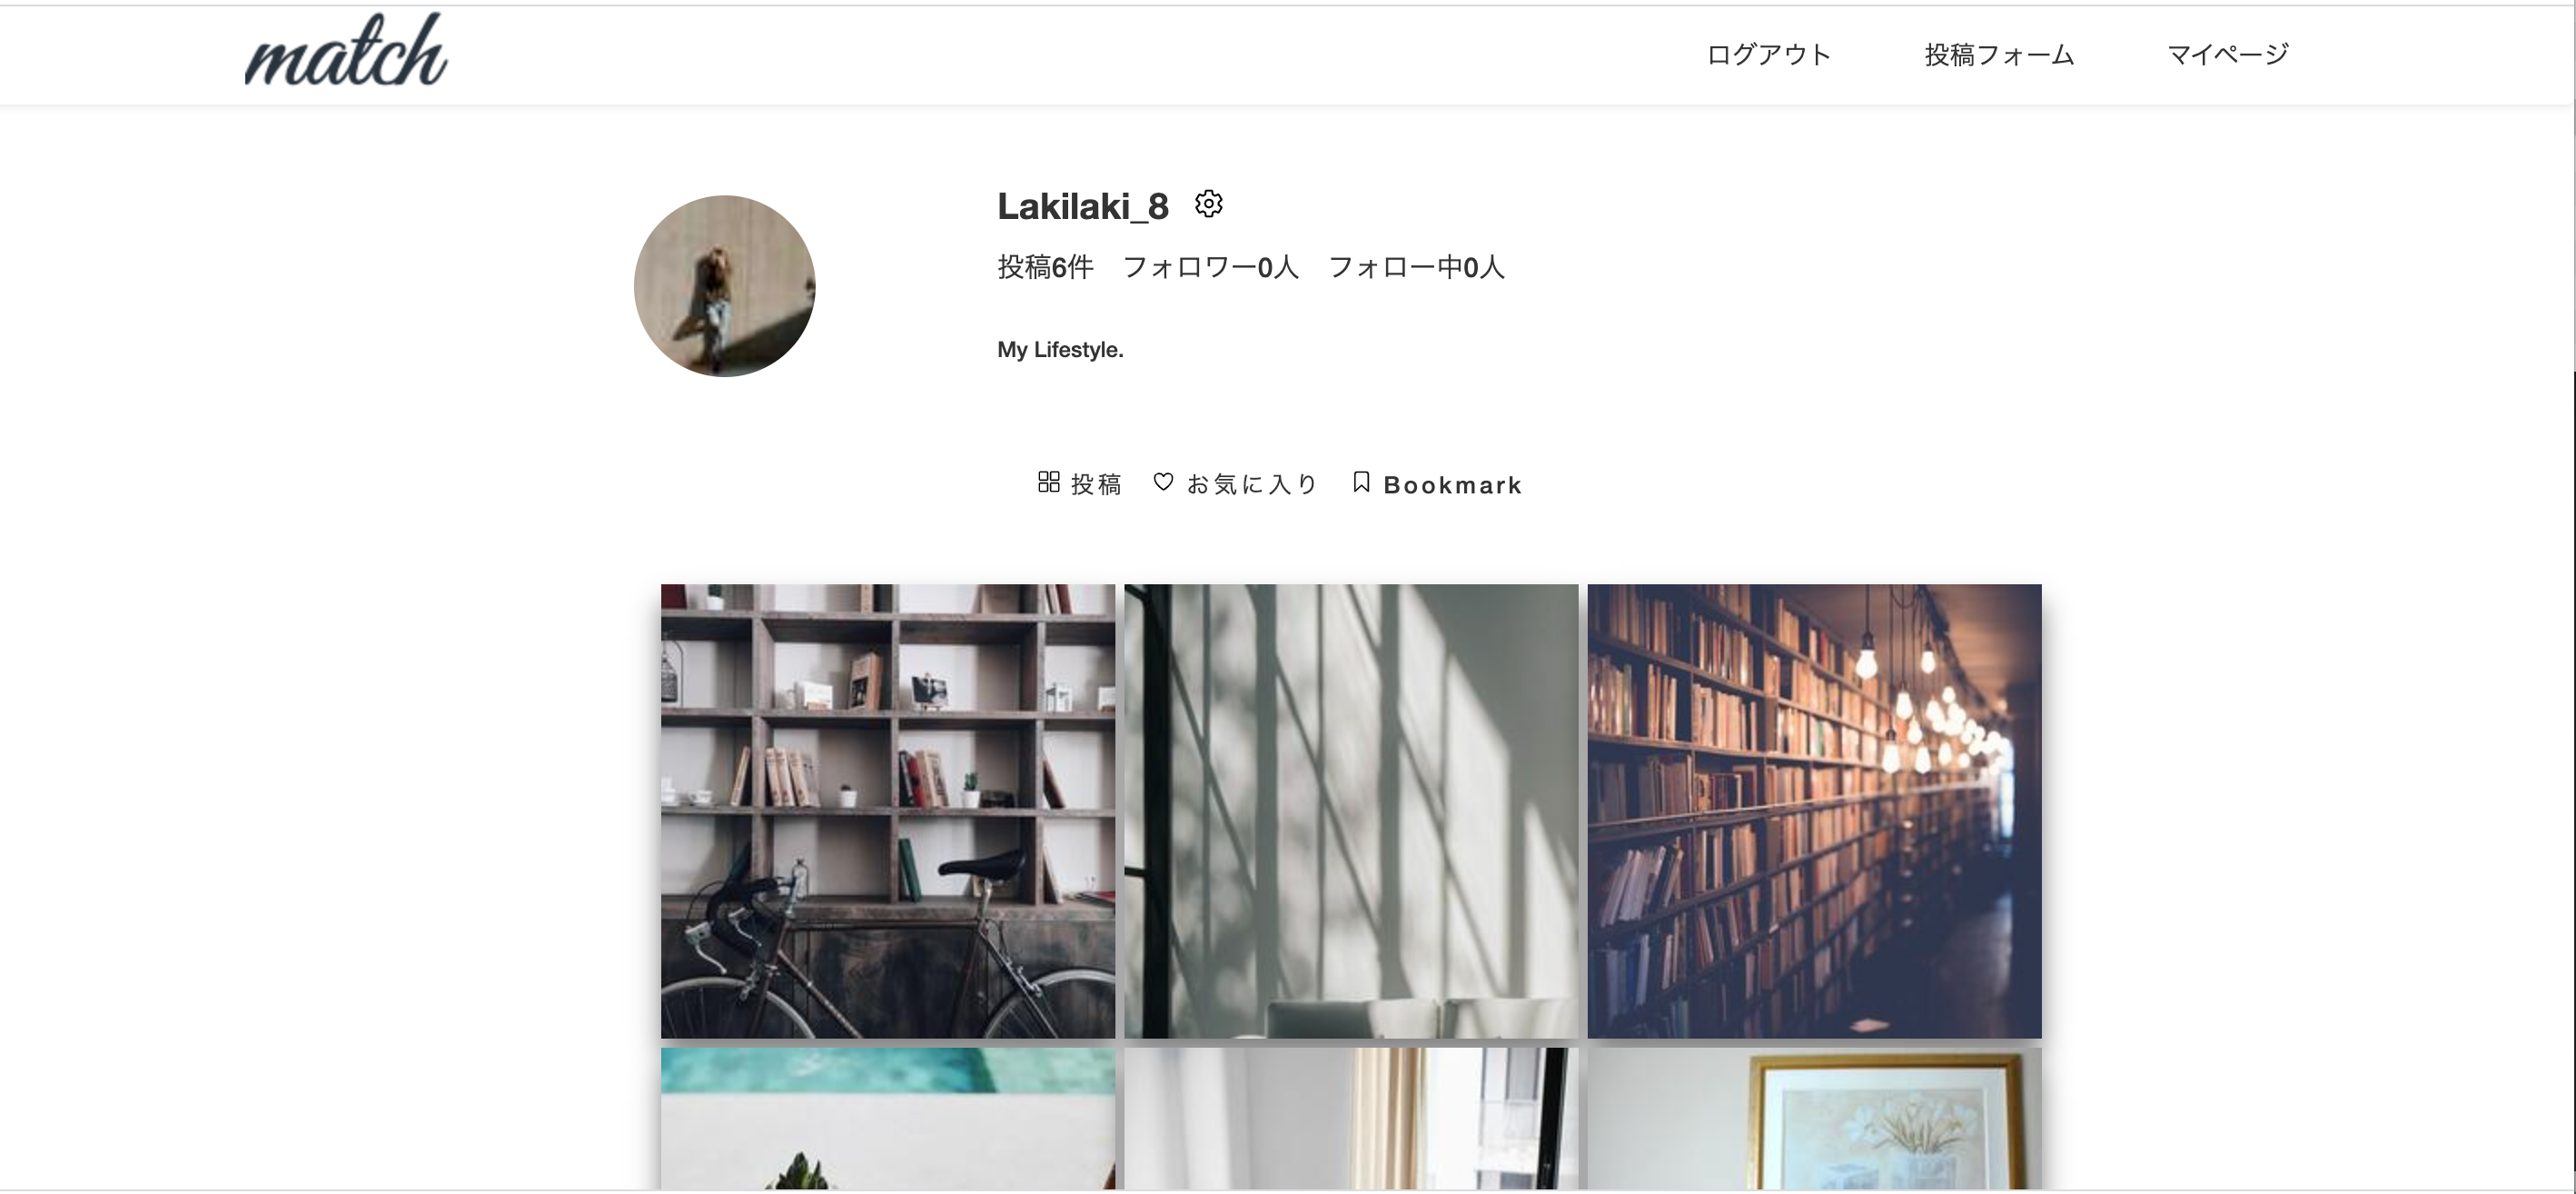 match
ログアウト 投稿フォーム マイページ
Lakilaki_8
投稿6件 フォロワー0人 フォロー中0人
My Lifestyle.
投稿 お気に入り Bookmark